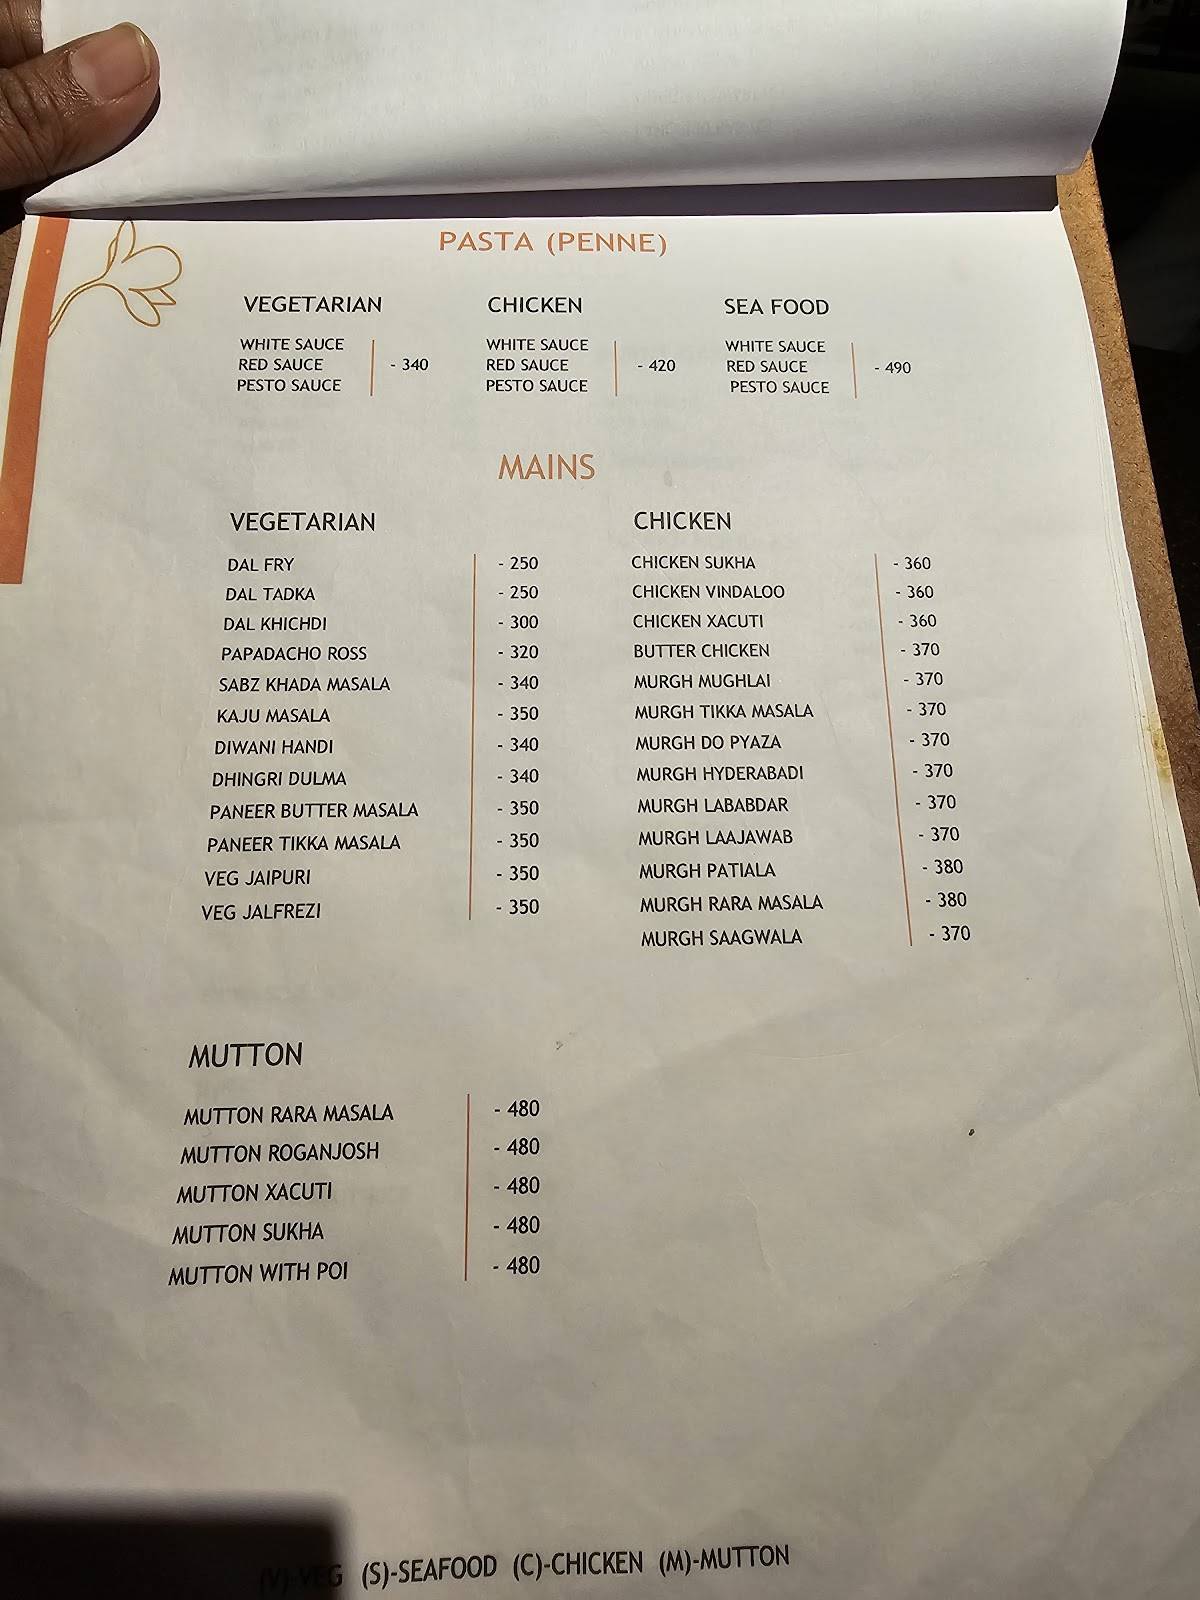 PASTA (PENNE)
VEGETARIAN
WHITE SAUCE
RED SAUCE - 340
PESTO SAUCE
CHICKEN
WHITE SAUCE
RED SAUCE - 420
PESTO SAUCE
SEA FOOD
WHITE SAUCE
RED SAUCE - 490
PESTO SAUCE
MAINS
VEGETARIAN
DAL FRY - 250
DAL TADKA - 250
DAL KHICHDI - 300
PAPADACHO ROSS - 320
SABZ KHADA MASALA - 340
KAJU MASALA - 350
DIWANI HANDI - 340
DHINGRI DULMA - 340
PANEER BUTTER MASALA - 350
PANEER TIKKA MASALA - 350
VEG JAIPURI - 350
VEG JALFREZI - 350
CHICKEN
CHICKEN SUKHA - 360
CHICKEN VINDALOO - 360
CHICKEN XACUTI - 360
BUTTER CHICKEN - 370
MURGH MUGHLAI - 370
MURGH TIKKA MASALA - 370
MURGH DO PYAZA - 370
MURGH HYDERABADI - 370
MURGH LABABDAR - 370
MURGH LAAJAWAB - 370
MURGH PATIALA - 380
MURGH RARA MASALA - 380
MURGH SAAGWALA - 370
MUTTON
MUTTON RARA MASALA - 480
MUTTON ROGANJOSH - 480
MUTTON XACUTI - 480
MUTTON SUKHA - 480
MUTTON WITH POI - 480
(V)-VEG (S)-SEAFOOD (C)-CHICKEN (M)-MUTTON